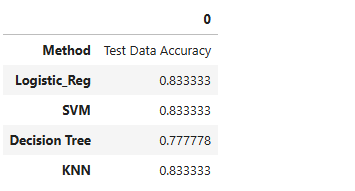 0
Method Test Data Accuracy
Logistic_Reg 0.833333
SVM 0.833333
Decision Tree 0.777778
KNN 0.833333